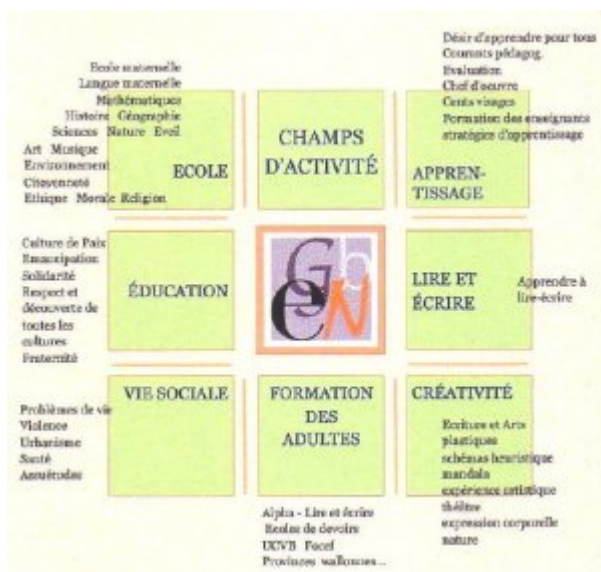 Ecole maternelle
Langue maternelle
Mathématiques
Histoire Géographie
Sciences Nature Eveil
Art Musique
Environnement
Citoyenneté
Ethique Morale Religion
ECOLE
CHAMPS
D'ACTIVITÉ
Désir d'apprendre pour tous
Courants pédagog.
Evaluation
Chef d'oeuvre
Cents visages
Formation des enseignants
stratégies d'apprentissage
APPREN-
TISSAGE
Culture de Paix
Emancipation
Solidarité
Respect et
découverte de
toutes les
cultures
Fraternité
ÉDUCATION
GbeN
LIRE ET
ÉCRIRE
Apprendre à
lire-écrire
VIE SOCIALE
Problèmes de vie
Violence
Urbanisme
Santé
Assuétudes
FORMATION
DES
ADULTES
Alpha - Lire et écrire
Ecoles de devoirs
UCVB Focef
Provinces wallonnes...
CRÉATIVITÉ
Ecriture et Arts
plastiques
schémas heuristique
mandala
expérience artistique
théâtre
expression corporelle
nature